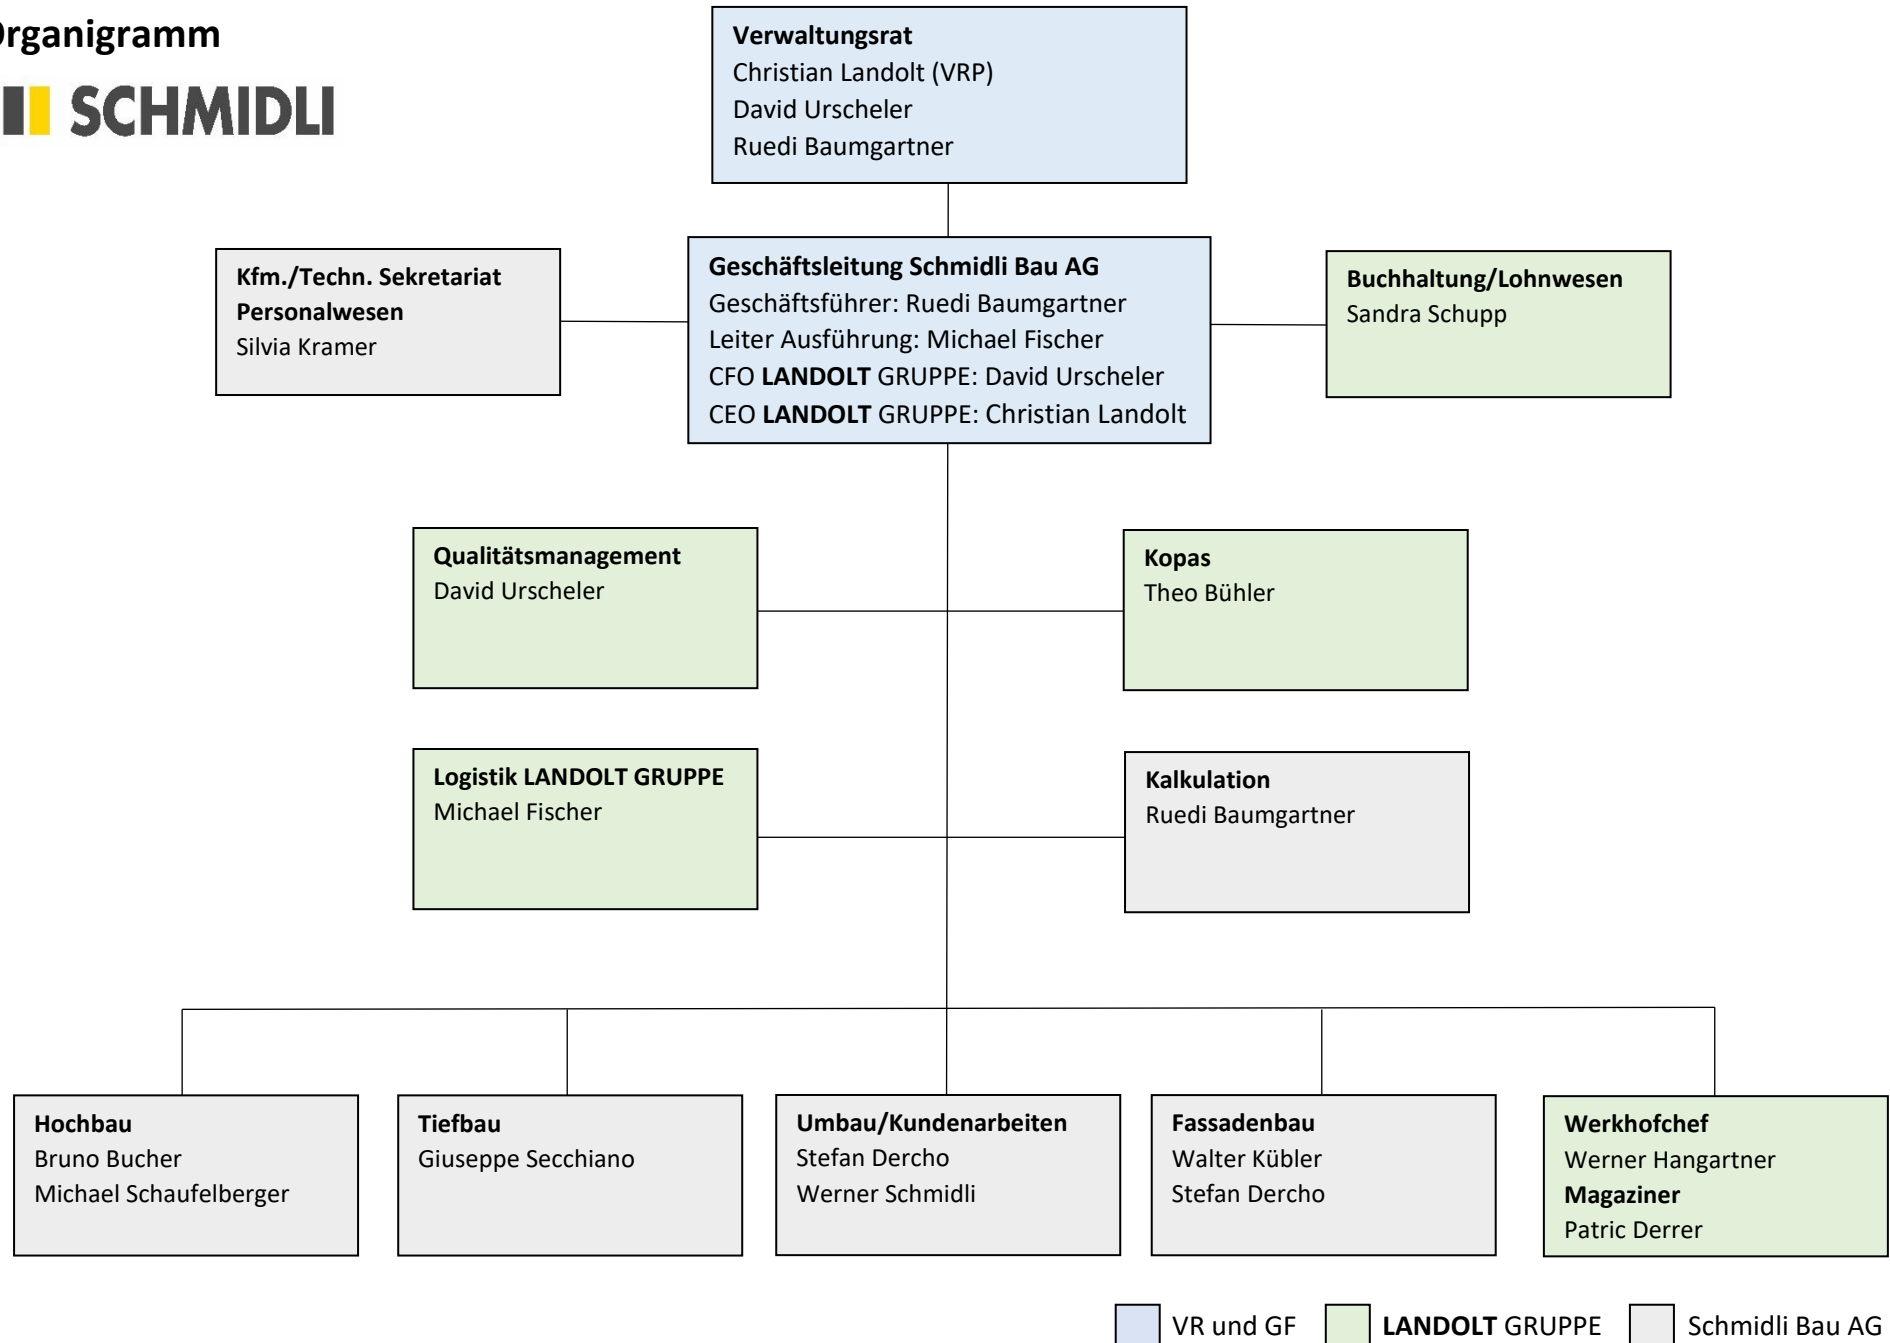 Organigramm
SCHMIDLI
Verwaltungsrat
Christian Landolt (VRP)
David Urscheler
Ruedi Baumgartner
Kfm./Techn. Sekretariat
Personalwesen
Silvia Kramer
Geschäftsleitung Schmidli Bau AG
Geschäftsführer: Ruedi Baumgartner
Leiter Ausführung: Michael Fischer
CFO LANDOLT GRUPPE: David Urscheler
CEO LANDOLT GRUPPE: Christian Landolt
Buchhaltung/Lohnwesen
Sandra Schupp
Qualitätsmanagement
David Urscheler
Kopas
Theo Bühler
Logistik LANDOLT GRUPPE
Michael Fischer
Kalkulation
Ruedi Baumgartner
Hochbau
Bruno Bucher
Michael Schaufelberger
Tiefbau
Giuseppe Secchiano
Umbau/Kundenarbeiten
Stefan Dercho
Werner Schmidli
Fassadenbau
Walter Kübler
Stefan Dercho
Werkhofchef
Werner Hangartner
Magaziner
Patric Derrer
VR und GF
LANDOLT GRUPPE
Schmidli Bau AG